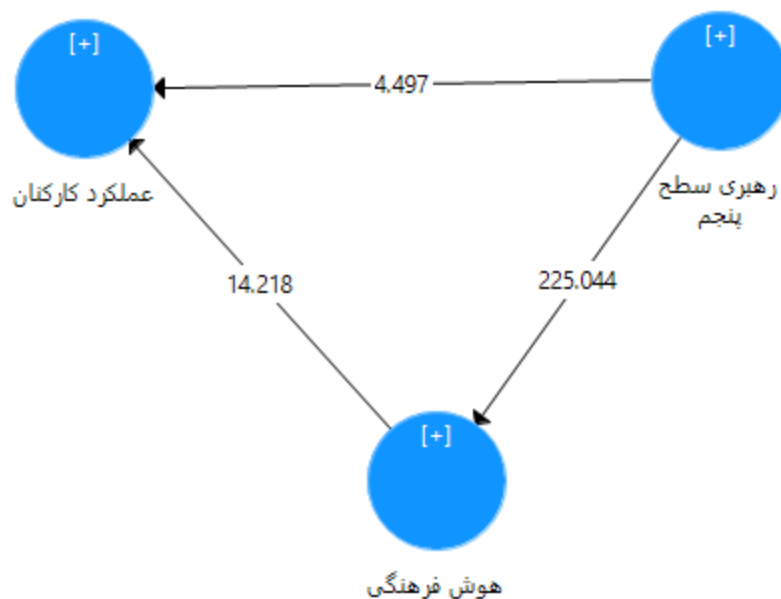 [+]
[+]
4.497
عملکرد کارکنان
رهبری سطح
پنجم
14.218
225.044
[+]
هوش فرهنگی